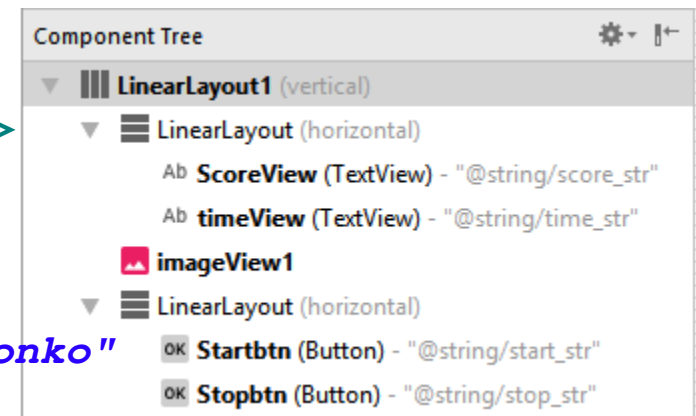 Component Tree
LinearLayout1 (vertical)
LinearLayout (horizontal)
Ab ScoreView (TextView) - "@string/score_str"
Ab timeView (TextView) - "@string/time_str"
imageView1
LinearLayout (horizontal)
onko"
OK Startbtn (Button) - "@string/start_str"
OK Stopbtn (Button) - "@string/stop_str"